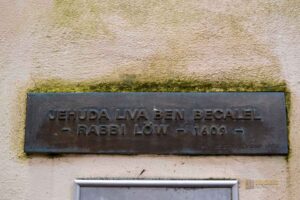 JEHUDA LIVA BEN BECALEL
- RABBI LÖW - 1609 -